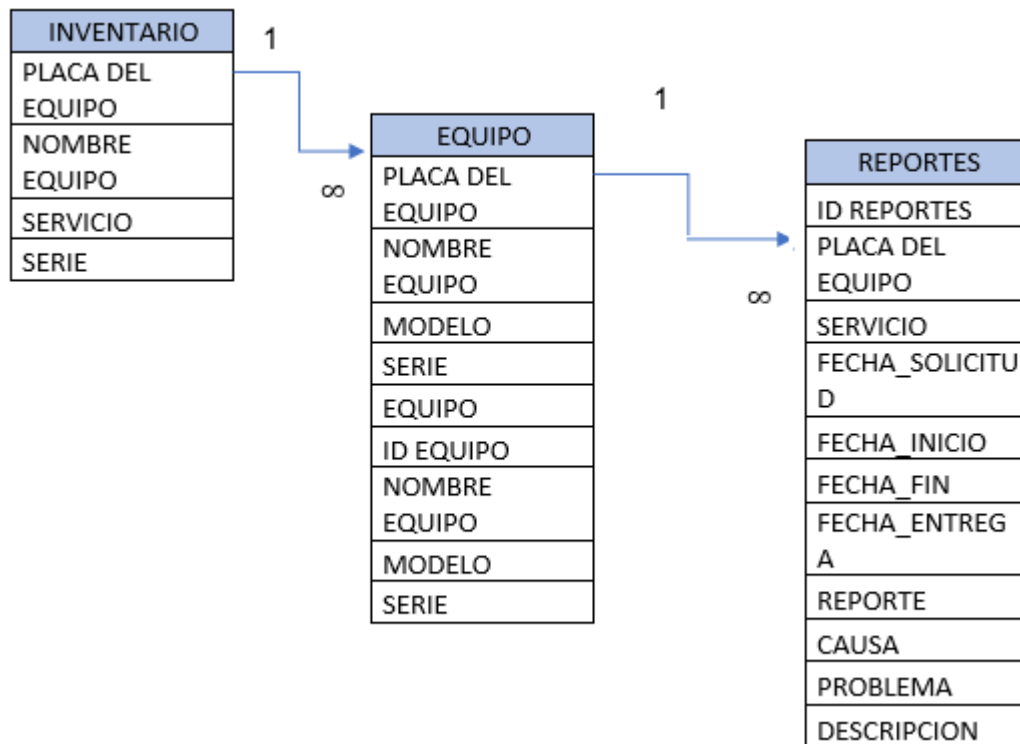 INVENTARIO
PLACA DEL
EQUIPO
NOMBRE
EQUIPO
SERVICIO
SERIE
1
∞
EQUIPO
PLACA DEL
EQUIPO
NOMBRE
EQUIPO
MODELO
SERIE
EQUIPO
ID EQUIPO
NOMBRE
EQUIPO
MODELO
SERIE
1
∞
REPORTES
ID REPORTES
PLACA DEL
EQUIPO
SERVICIO
FECHA_SOLICITU
D
FECHA_INICIO
FECHA_FIN
FECHA_ENTREG
A
REPORTE
CAUSA
PROBLEMA
DESCRIPCION